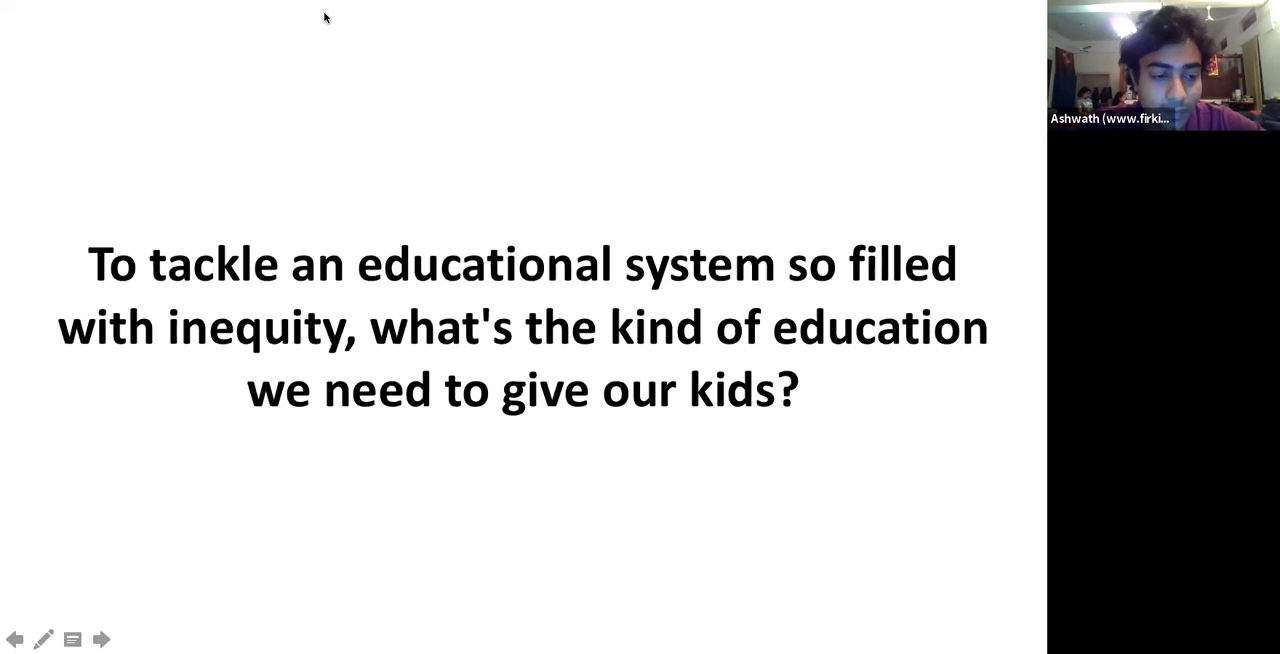 To tackle an educational system so filled
with inequity, what's the kind of education
we need to give our kids?
Ashwath (www.firki...